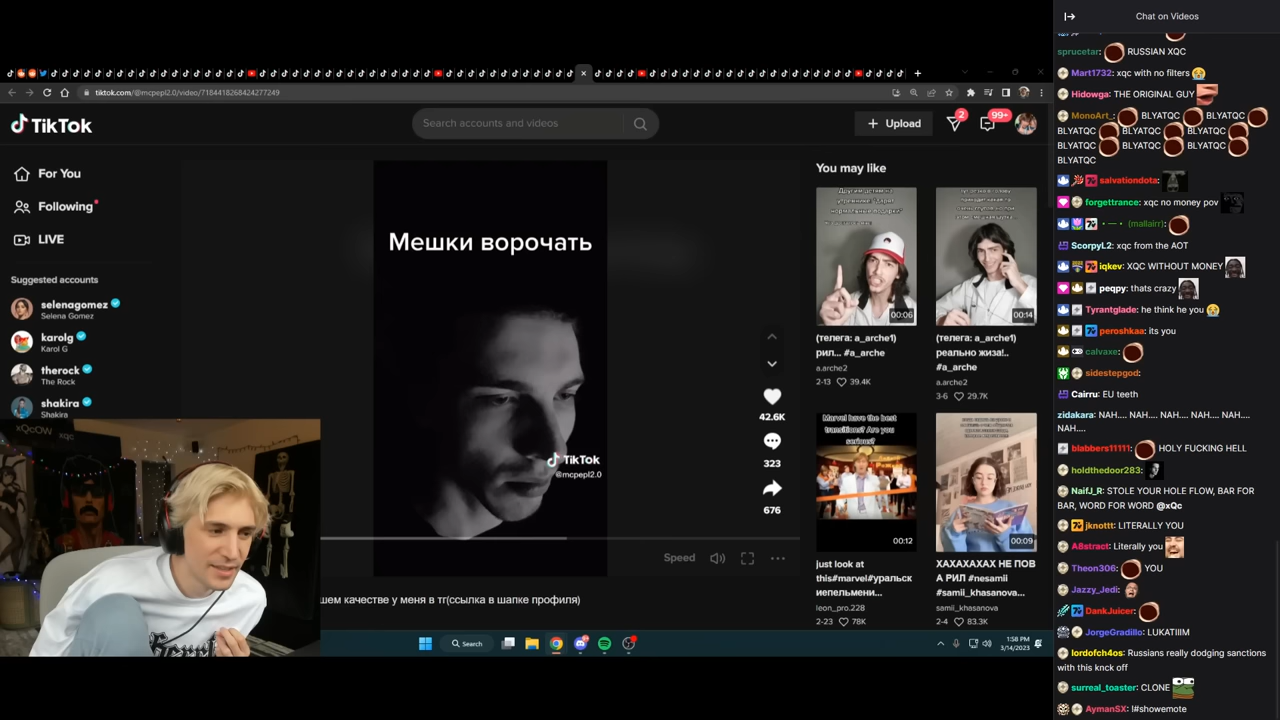 tiktok.com/@mcpepl2.0/video/7184418268424277249
TikTok
Search accounts and videos
Upload
2
99+
For You
Following
LIVE
Suggested accounts
selenagomez
Selena Gomez
karolg
Karol G
therock
The Rock
shakira
Shakira
xQcOW xqc
Мешки ворочать
TikTok
@mcpepl2.0
42.6K
323
676
Speed
шем качестве у меня в тг(ссылка в шапке профиля)
You may like
Другим детям на
00:06
(телега: a_arche1)
рил... #a_arche
a.arche2
2-13 39.4K
00:14
(телега: a_arche1)
реально жиза!..
#a_arche
a.arche2
3-6 29.7K
Marvel have the best
transitions? Are you
serious?
00:12
just look at
this#marvel#уральск
иепельмени...
leon_pro.228
2-23 78K
00:09
ХАХАХАХАХ НЕ ПОВ
А РИЛ #nesamii
#samii_khasanova...
samii_khasanova
2-4 83.3K
Search
1:58 PM
3/14/2023
Chat on Videos
sprucetar: RUSSIAN XQC
Mart1732: xqc with no filters
Hidowga: THE ORIGINAL GUY
MonoArt_: BLYATQC BLYATQC
BLYATQC BLYATQC BLYATQC
BLYATQC BLYATQC BLYATQC
BLYATQC
salvationdota:
forgettrance: xqc no money pov
(mallairr):
ScorpyL2: xqc from the AOT
iqkev: XQC WITHOUT MONEY
peqpy: thats crazy
Tyrantglade: he think he you
peroshkaa: its you
calvaxe:
sidestepgod:
Cairru: EU teeth
zidakara: NAH.... NAH.... NAH.... NAH.... NAH....
NAH....
blabbers11111: HOLY FUCKING HELL
holdthedoor283:
NaifJ_R: STOLE YOUR HOLE FLOW, BAR FOR
BAR, WORD FOR WORD @xQc
jknottt: LITERALLY YOU
A8stract: Literally you
Theon306: YOU
Jazzy_Jedi:
DankJuicer:
JorgeGradillo: LUKATIIIM
lordofch4os: Russians really dodging sanctions
with this knck off
surreal_toaster: CLONE
AymanSX: !#showemote